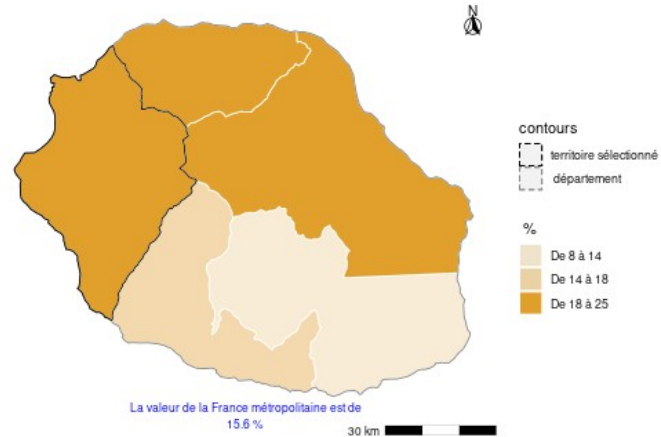 N
contours
territoire sélectionné
département
%
De 8 à 14
De 14 à 18
De 18 à 25
La valeur de la France métropolitaine est de
15.6 %
30 km